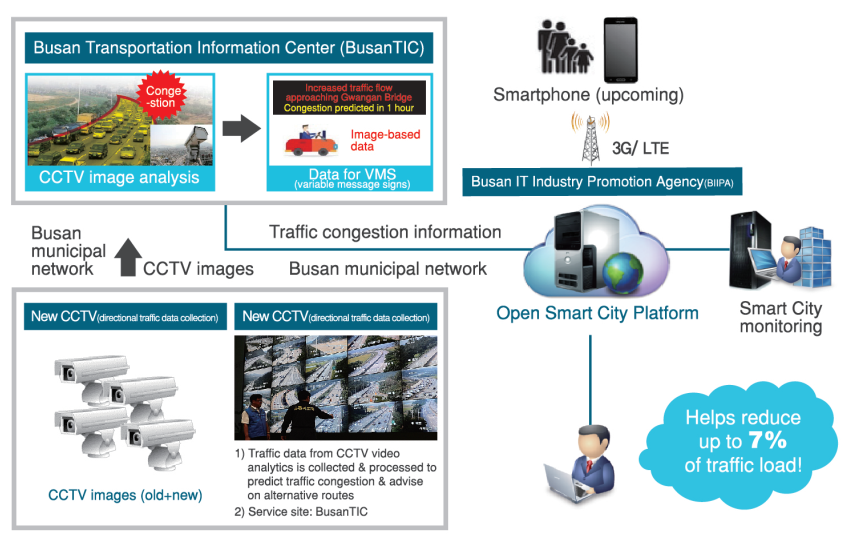 Busan Transportation Information Center (BusanTIC)
Conge
-stion
CCTV image analysis
Increased traffic flow
approaching Gwangan Bridge
Congestion predicted in 1 hour
Image-based
data
Data for VMS
(variable message signs)
Smartphone (upcoming)
3G/ LTE
Busan IT Industry Promotion Agency(BIIPA)
Busan
municipal
network
CCTV images
Traffic congestion information
Busan municipal network
Open Smart City Platform
Smart City
monitoring
New CCTV(directional traffic data collection)
CCTV images (old+new)
New CCTV(directional traffic data collection)
1) Traffic data from CCTV video
analytics is collected & processed to
predict traffic congestion & advise
on alternative routes
2) Service site: BusanTIC
Helps reduce
up to 7%
of traffic load!